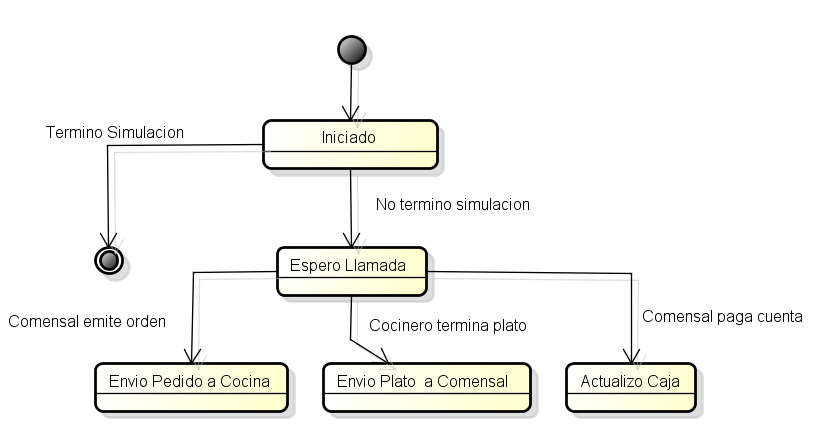 Termino Simulacion
Iniciado
No termino simulacion
Espero Llamada
Comensal emite orden
Cocinero termina plato
Comensal paga cuenta
Envio Pedido a Cocina
Envio Plato  a Comensal
Actualizo Caja